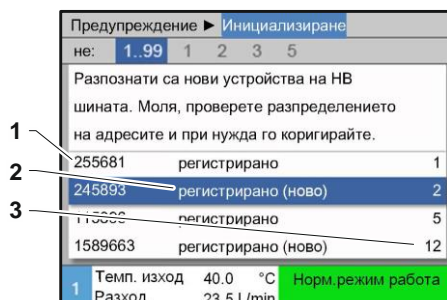 Предупреждение ► Инициализиране
не: 1..99 1 2 3 5
Разпознати са нови устройства на HB
шината. Моля, проверете разпределението
на адресите и при нужда го коригирайте.
1
255681 регистрирано 1
2
245893 регистрирано (ново) 2
3
регистрирано 5
1589663 регистрирано (ново) 12
1 Темп. изход 40.0 °C Норм.режим работа
Разход 23.5 l/min